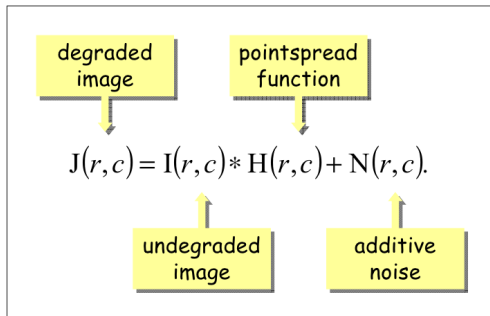 degraded
image
pointspread
function
J(r,c) = I(r,c) * H(r,c) + N(r,c).
undegraded
image
additive
noise